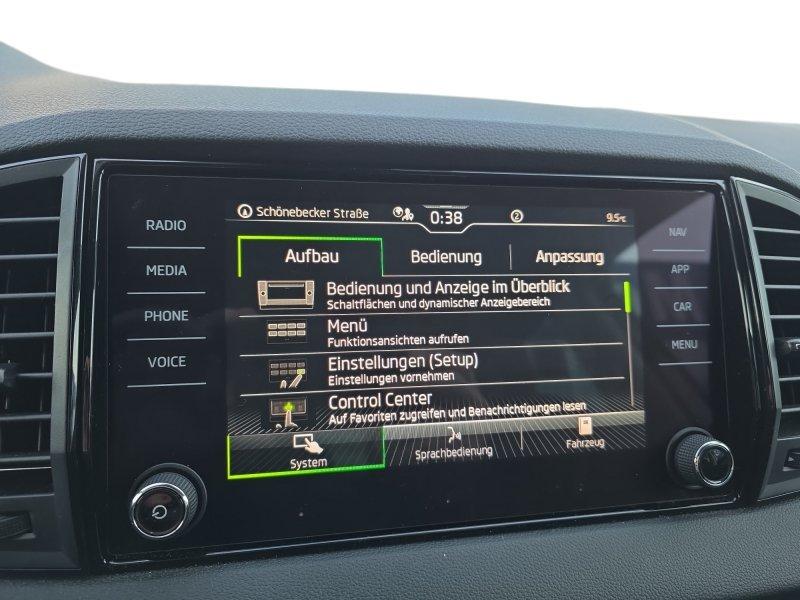 Schönebecker Straße
0:38
2
9.5°C
RADIO
MEDIA
PHONE
VOICE
NAV
APP
CAR
MENU
Aufbau
Bedienung
Anpassung
Bedienung und Anzeige im Überblick
Schaltflächen und dynamischer Anzeigebereich
Menü
Funktionsansichten aufrufen
Einstellungen (Setup)
Einstellungen vornehmen
Control Center
Auf Favoriten zugreifen und Benachrichtigungen lesen
System
Sprachbedienung
Fahrzeug